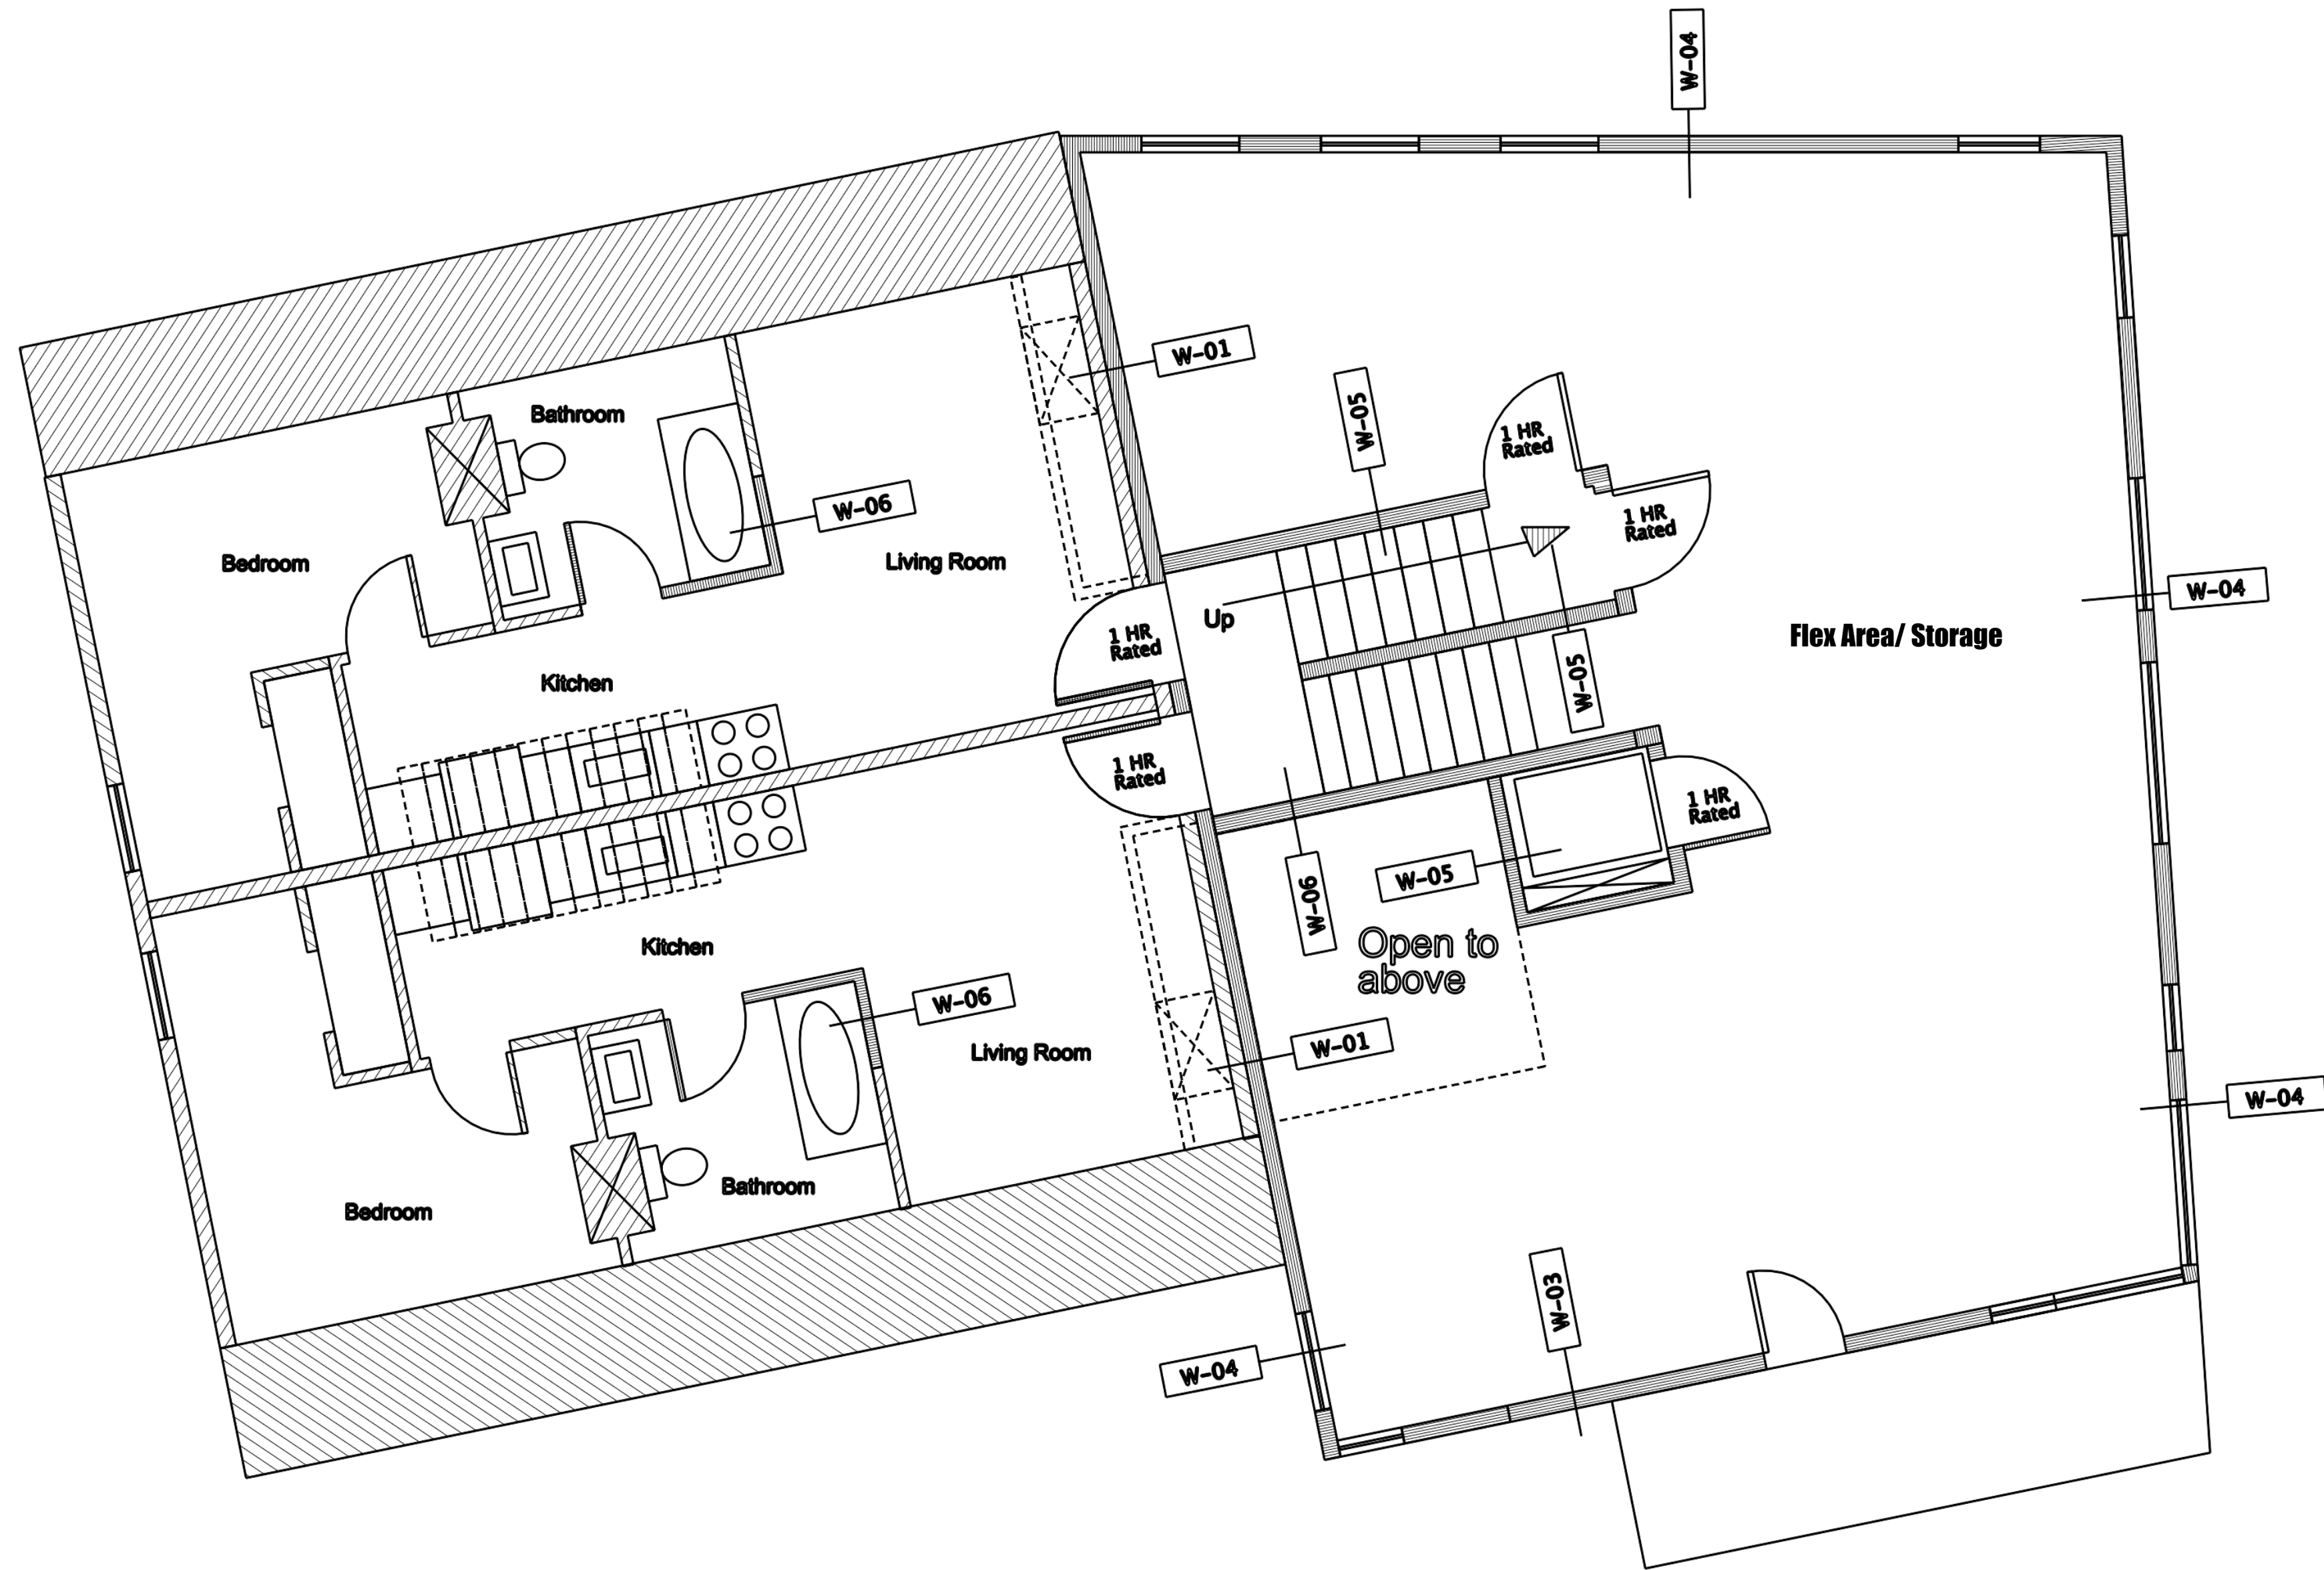 W-04
W-01
W-05
1 HR
Rated
Bathroom
1 HR
Rated
W-06
Bedroom
Living Room
W-04
Up
1 HR
Rated
Flex Area/ Storage
Kitchen
W-05
1 HR
Rated
1 HR
Rated
W-05
W-06
Kitchen
Open to
above
W-06
W-01
Living Room
W-04
Bathroom
Bedroom
W-03
W-04